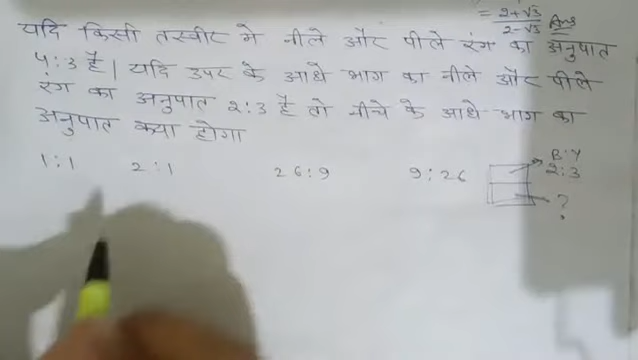 = 2+√3 / 2-√3 Ans
यदि किसी तस्वीर मे नीले और पीले रंग का अनुपात
4:3 है| यदि उपर के आधे भाग का नीले और पीले
रंग का अनुपात 2:3 है तो नीचे के आधे भाग का
अनुपात क्या होगा
1:1 2:1 26:9 9:26
B:Y
2:3
?